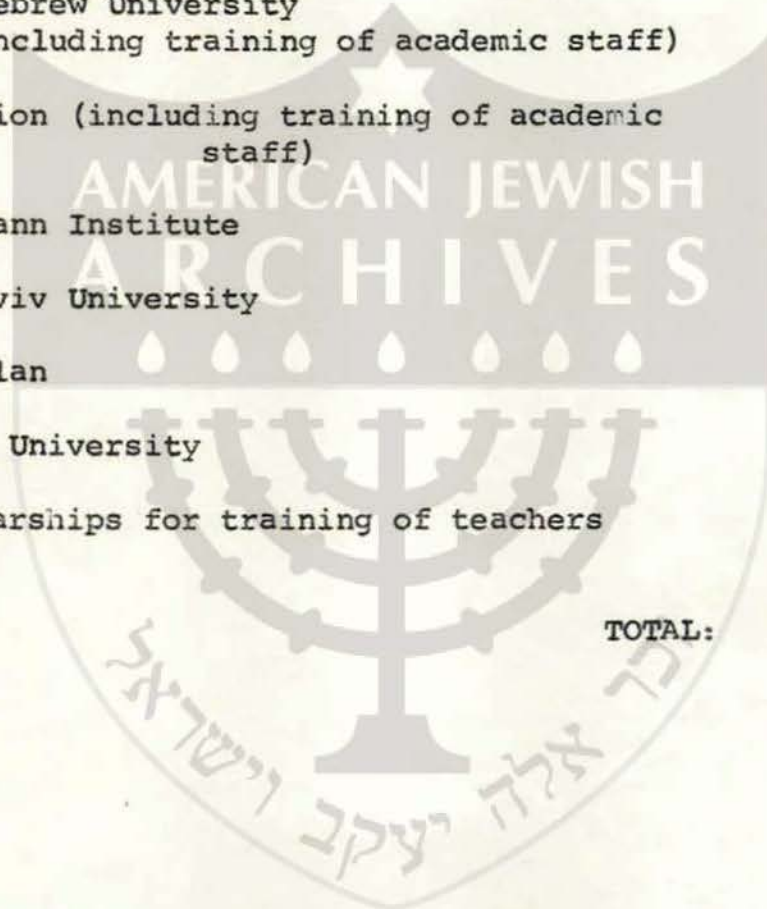 ebrew University
ncluding training of academic staff)
ion (including training of academic
staff)
AMERICAN JEWISH
ann Institute
ARCHIVES
viv University
lan
University
arships for training of teachers
TOTAL:
זכר אלה יעקב וישראל